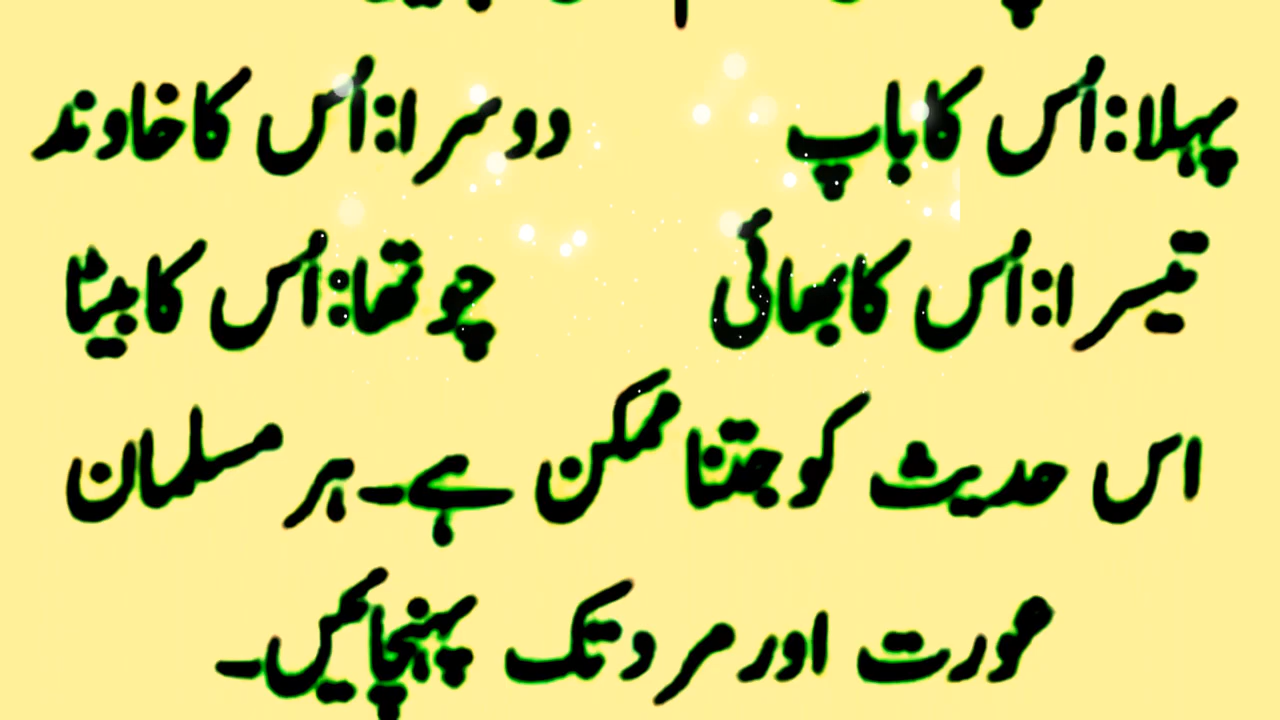 پہلا:اُس کا باپ دوسرا:اُس کا خاوند
تیسرا:اُس کا بھائی چوتھا:اُس کا بیٹا
اس حدیث کو جتنا ممکن ہے۔ہر مسلمان
عورت اور مرد تک پہنچائیں۔